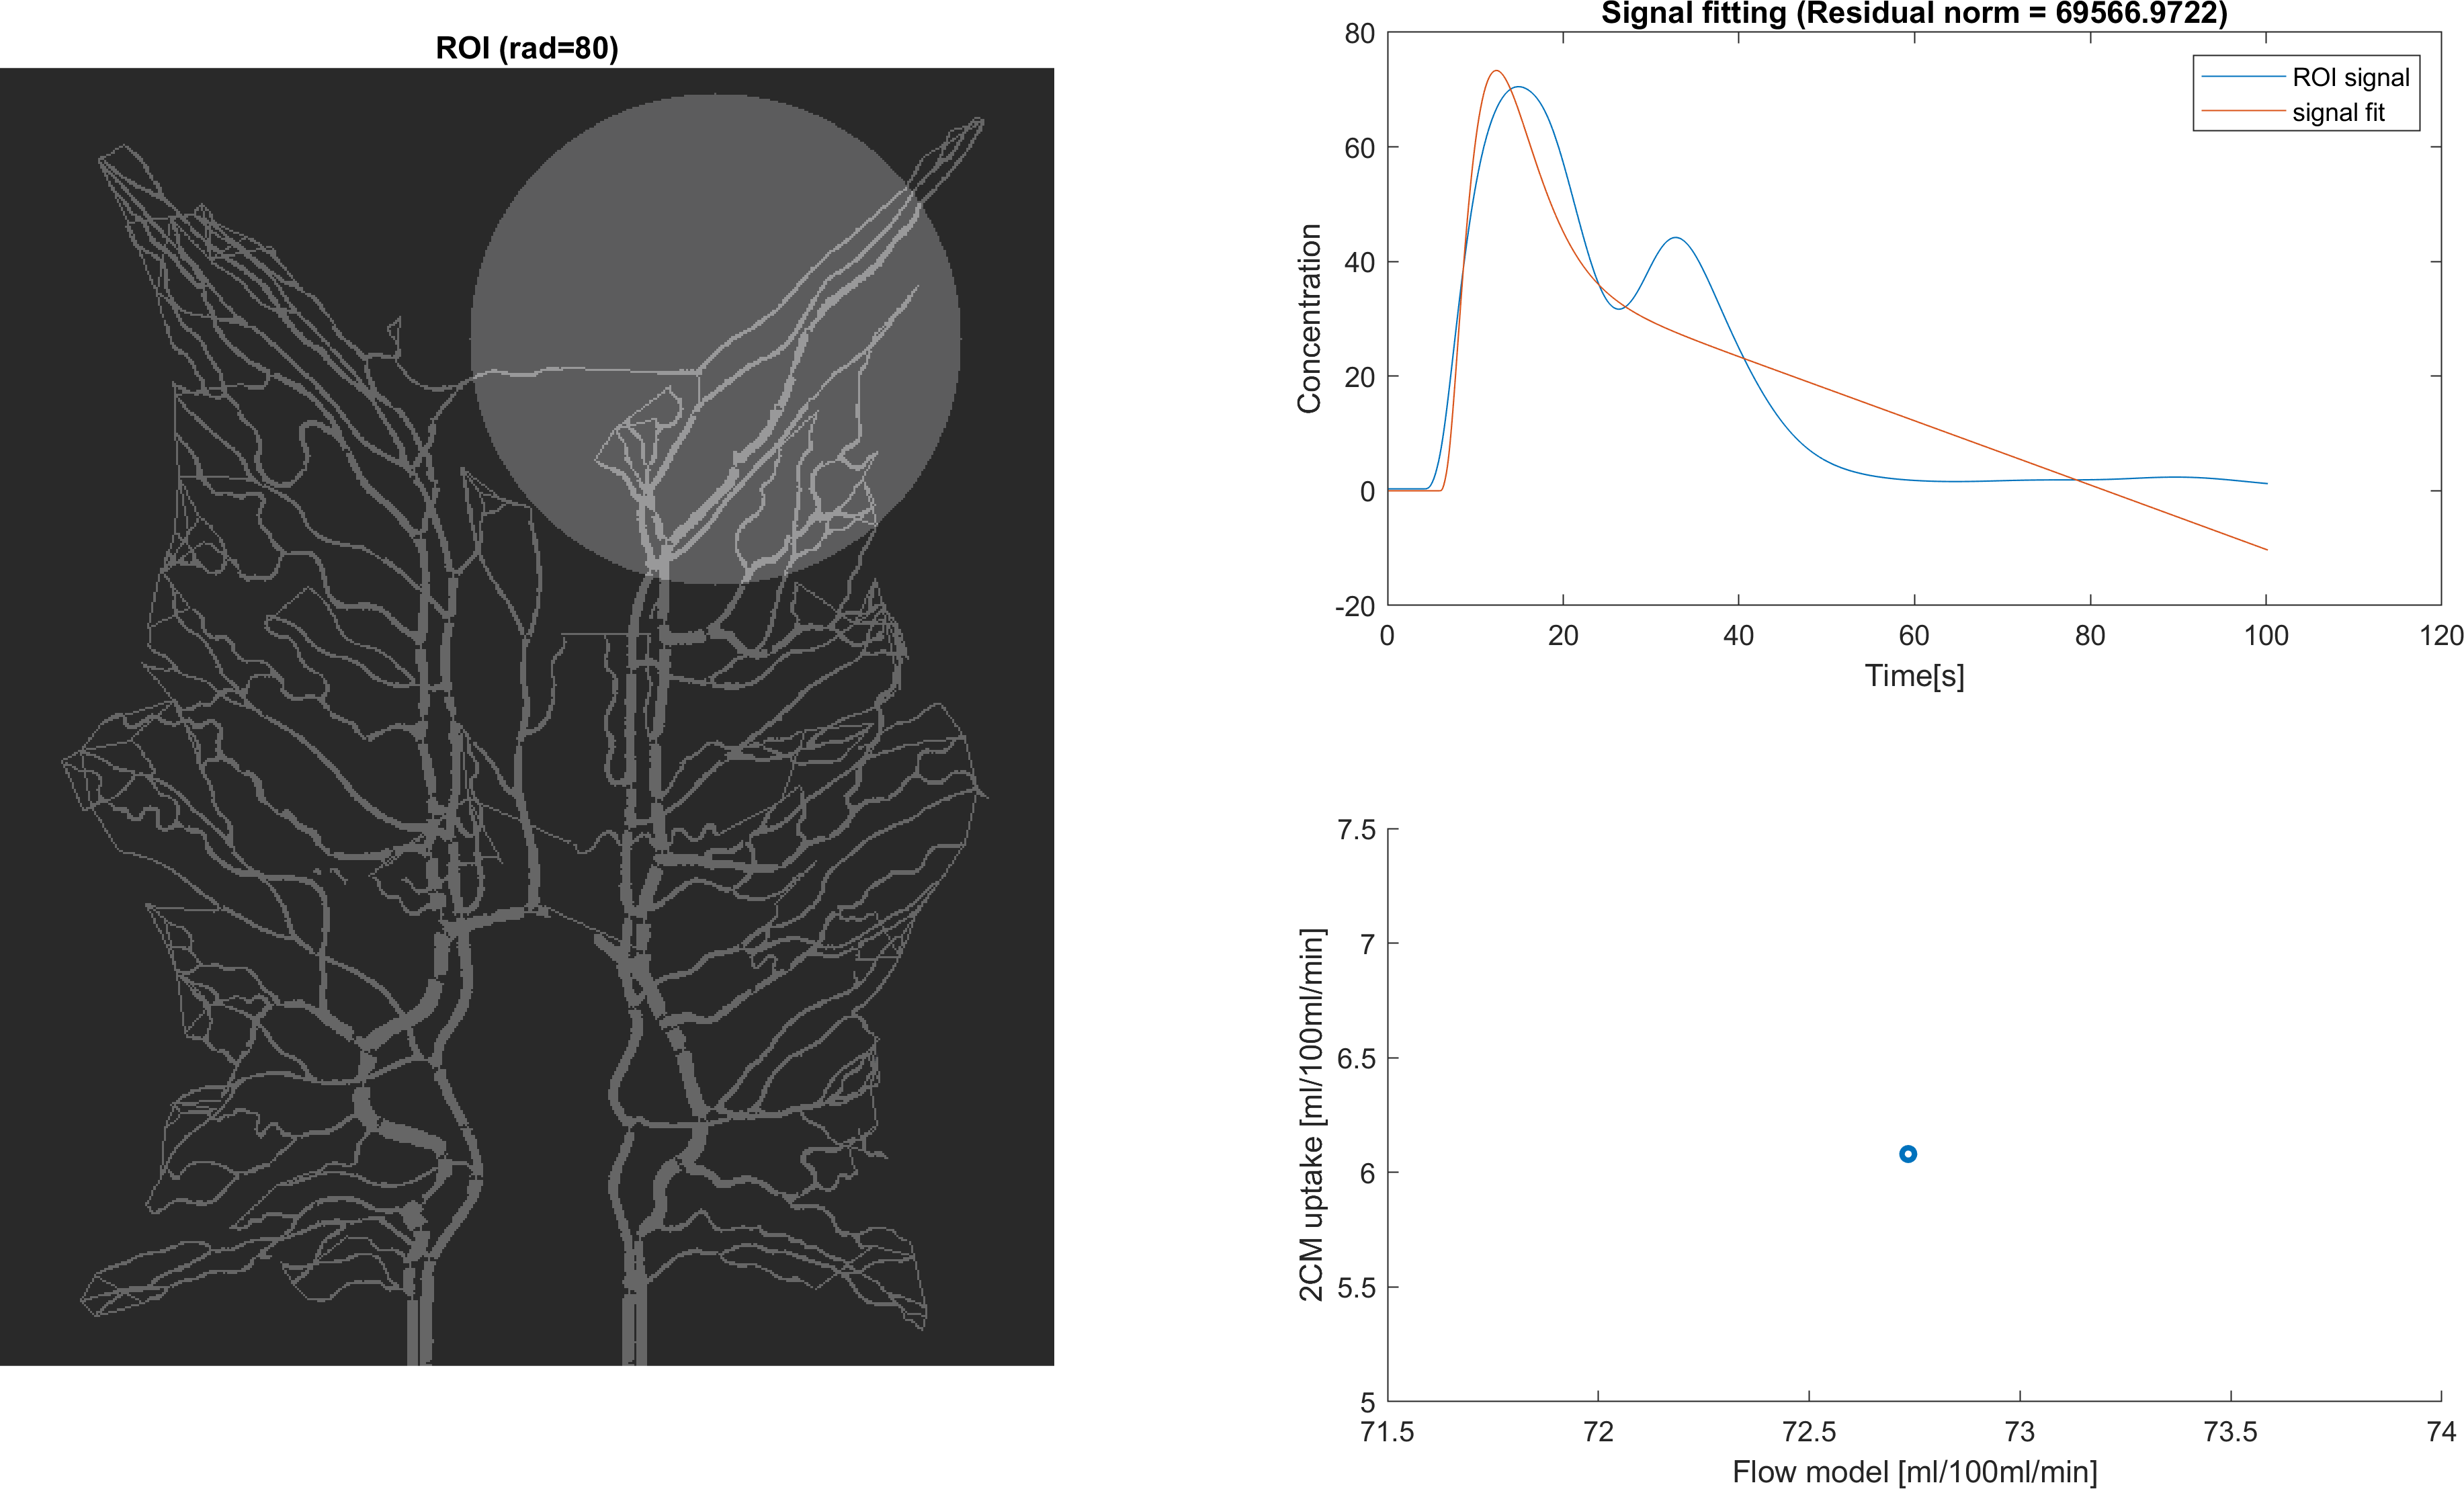 ROI (rad=80)
Signal fitting (Residual norm = 69566.9722)
80
60
40
20
0
-20
Concentration
ROI signal
signal fit
0 20 40 60 80 100 120
Time[s]
7.5
7
6.5
6
5.5
5
2CM uptake [ml/100ml/min]
71.5 72 72.5 73 73.5 74
Flow model [ml/100ml/min]